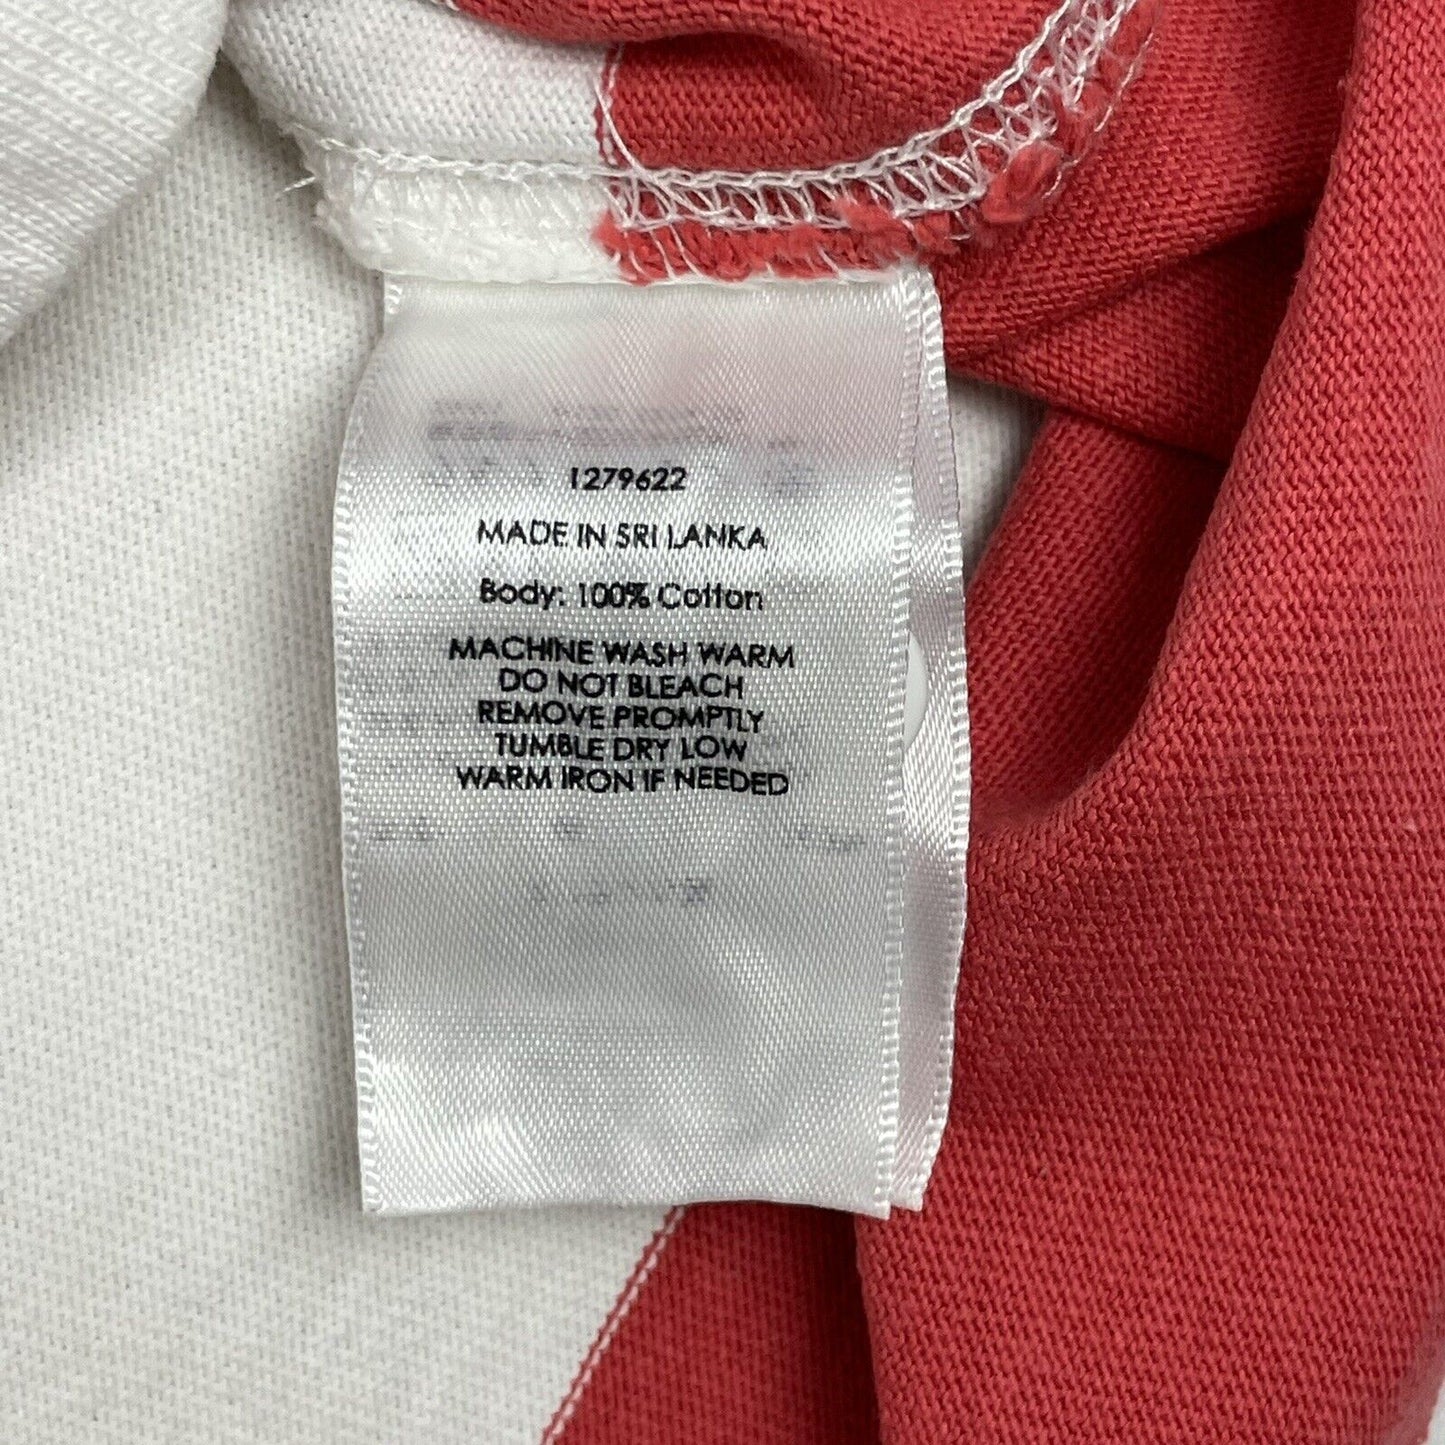 1279622
MADE IN SRI LANKA
Body: 100% Cotton
MACHINE WASH WARM
DO NOT BLEACH
REMOVE PROMPTLY
TUMBLE DRY LOW
WARM IRON IF NEEDED